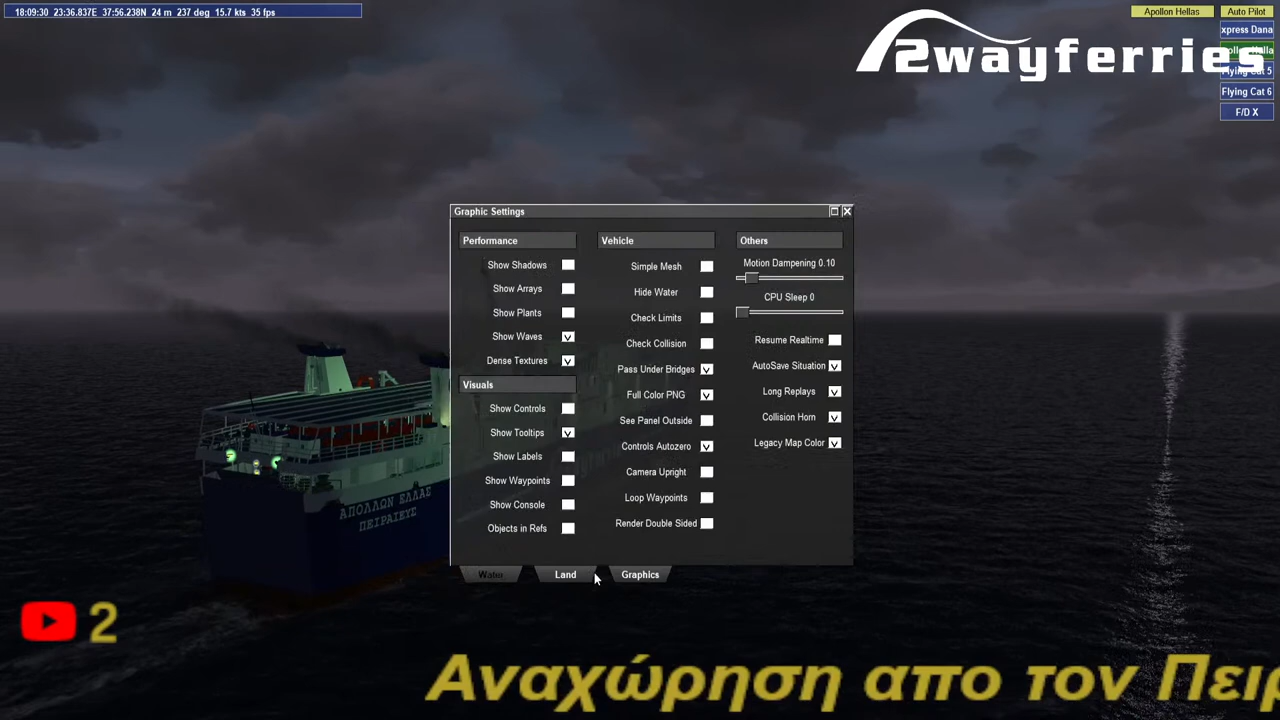 18:09:30 23:36.837E 37:56.238N 24 m 237 deg 15.7 kts 35 fps
Apollon Hellas
Auto Pilot
xpress Dana
2wayferries
Flying Cat 5
Flying Cat 6
F/D X
Graphic Settings
Performance
Show Shadows
Show Arrays
Show Plants
Show Waves
Dense Textures
Visuals
Show Controls
Show Tooltips
Show Labels
Show Waypoints
Show Console
Objects in Refs
Vehicle
Simple Mesh
Hide Water
Check Limits
Check Collision
Pass Under Bridges
Full Color PNG
See Panel Outside
Controls Autozero
Camera Upright
Loop Waypoints
Render Double Sided
Others
Motion Dampening 0.10
CPU Sleep 0
Resume Realtime
AutoSave Situation
Long Replays
Collision Horn
Legacy Map Color
Water
Land
Graphics
ΑΠΟΛΛΩΝ ΕΛΛΑΣ
ΠΕΙΡΑΙΕΥΣ
2
Αναχώρηση απο τον Πειρ